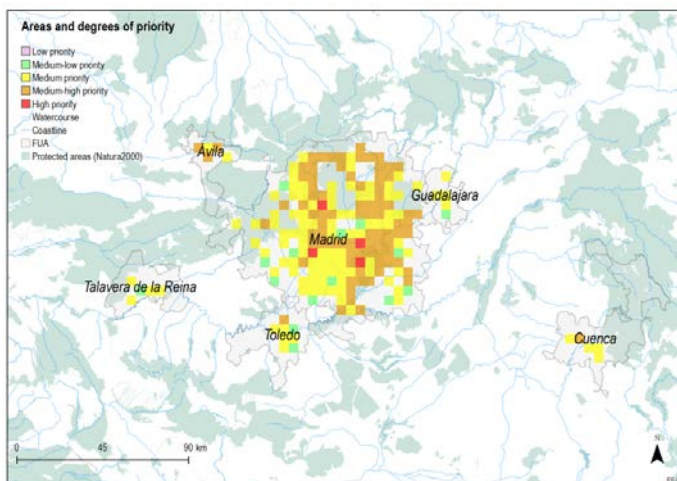 Areas and degrees of priority
Low priority
Medium-low priority
Medium priority
Medium-high priority
High priority
Watercourse
Coastline
FUA
Protected areas (Natura2000)
Ávila
Guadalajara
Madrid
Talavera de la Reina
Toledo
Cuenca
0 45 90 km